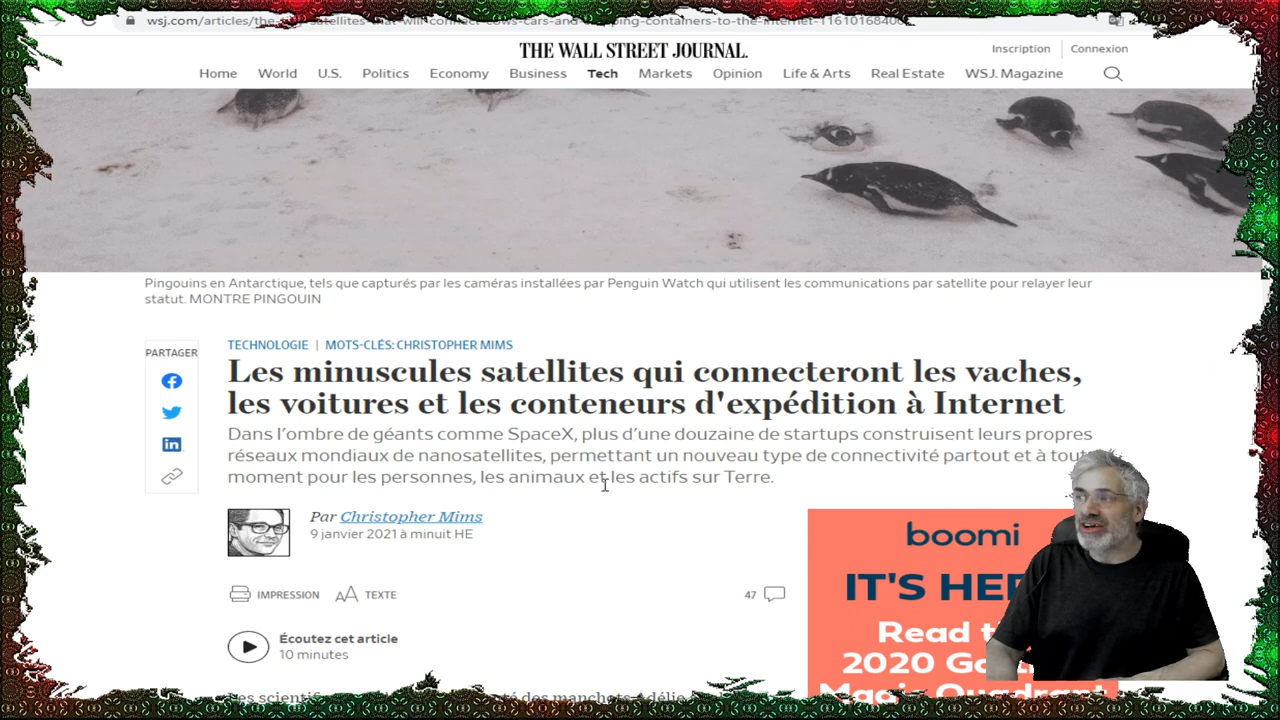 THE WALL STREET JOURNAL.
Inscription
Connexion
Home World U.S. Politics Economy Business Tech Markets Opinion Life & Arts Real Estate WSJ. Magazine
Pingouins en Antarctique, tels que capturés par les caméras installées par Penguin Watch qui utilisent les communications par satellite pour relayer leur
statut. MONTRE PINGOUIN
PARTAGER
TECHNOLOGIE | MOTS-CLÉS: CHRISTOPHER MIMS
Les minuscules satellites qui connecteront les vaches,
les voitures et les conteneurs d'expédition à Internet
Dans l'ombre de géants comme SpaceX, plus d'une douzaine de startups construisent leurs propres
réseaux mondiaux de nanosatellites, permettant un nouveau type de connectivité partout et à tout
moment pour les personnes, les animaux et les actifs sur Terre.
Par Christopher Mims
9 janvier 2021 à minuit HE
IMPRESSION
TEXTE
47
Écoutez cet article
10 minutes
boomi
IT'S
Read
2020
Magic Quadrant